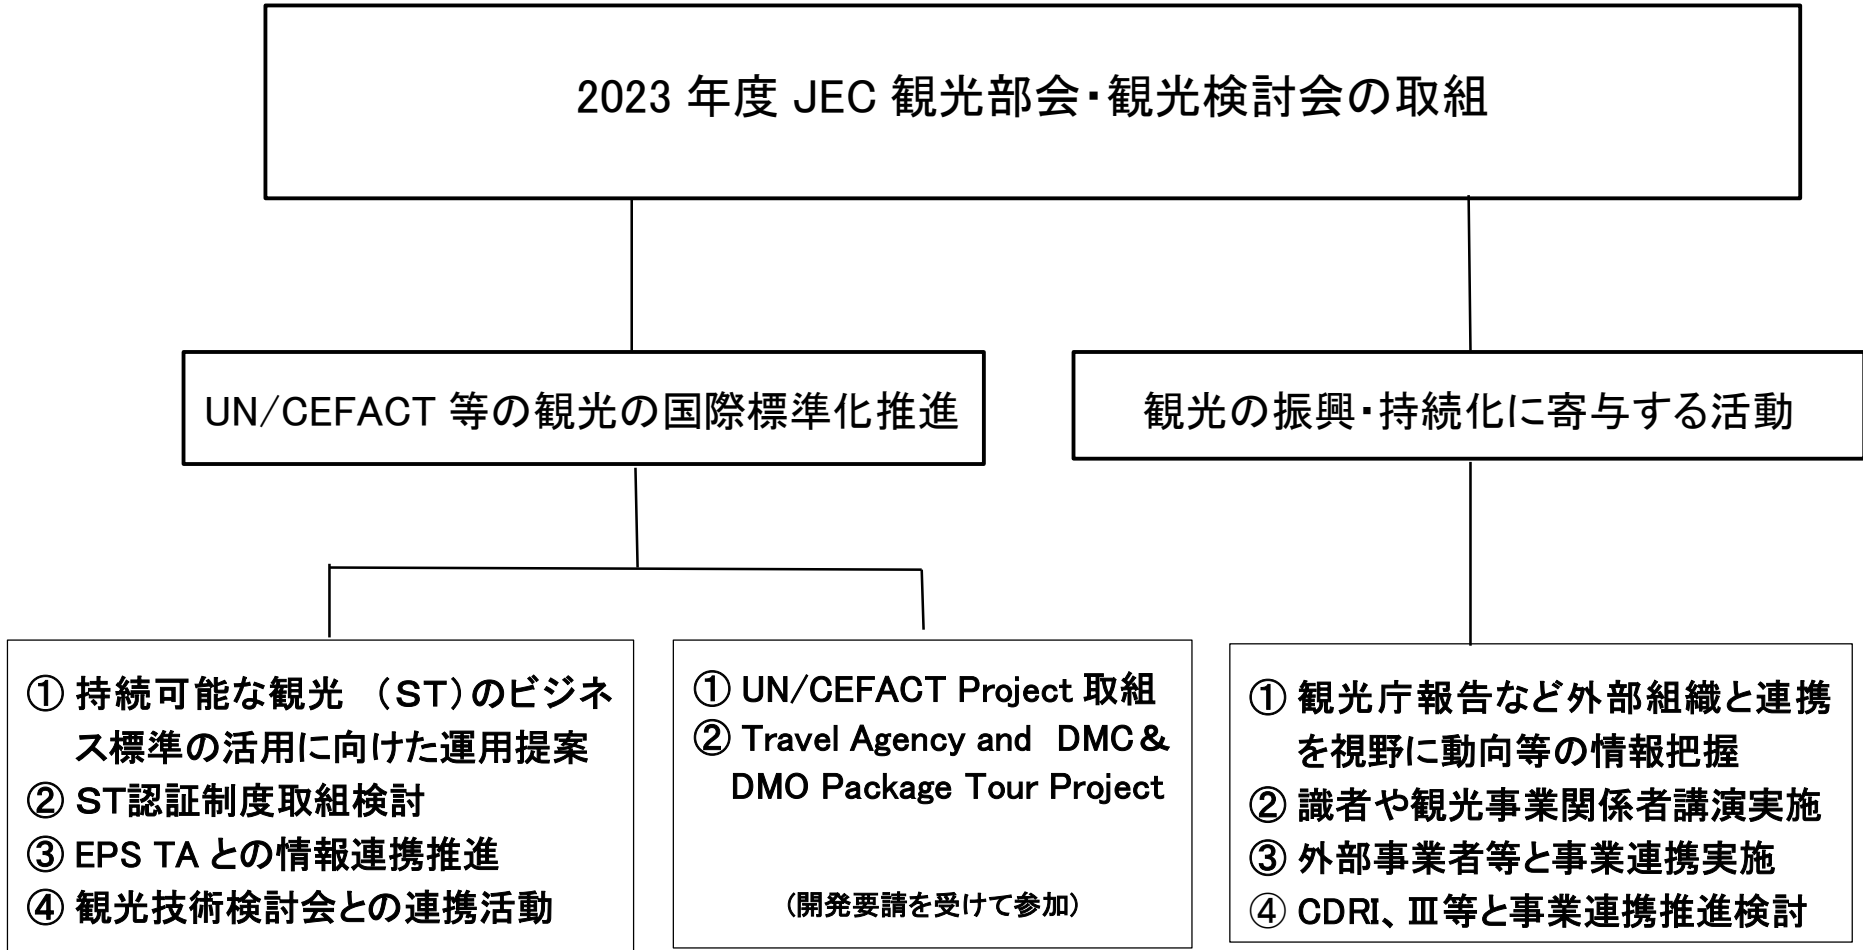 2023 年度 JEC 観光部会・観光検討会の取組
UN/CEFACT 等の観光の国際標準化推進
観光の振興・持続化に寄与する活動
① 持続可能な観光 （ＳＴ）のビジネ
ス標準の活用に向けた運用提案
② ＳＴ認証制度取組検討
③ EPS TA との情報連携推進
④ 観光技術検討会との連携活動
① UN/CEFACT Project 取組
② Travel Agency and DMC＆
DMO Package Tour Project
(開発要請を受けて参加)
① 観光庁報告など外部組織と連携
を視野に動向等の情報把握
② 識者や観光事業関係者講演実施
③ 外部事業者等と事業連携実施
④ CDRI、Ⅲ等と事業連携推進検討